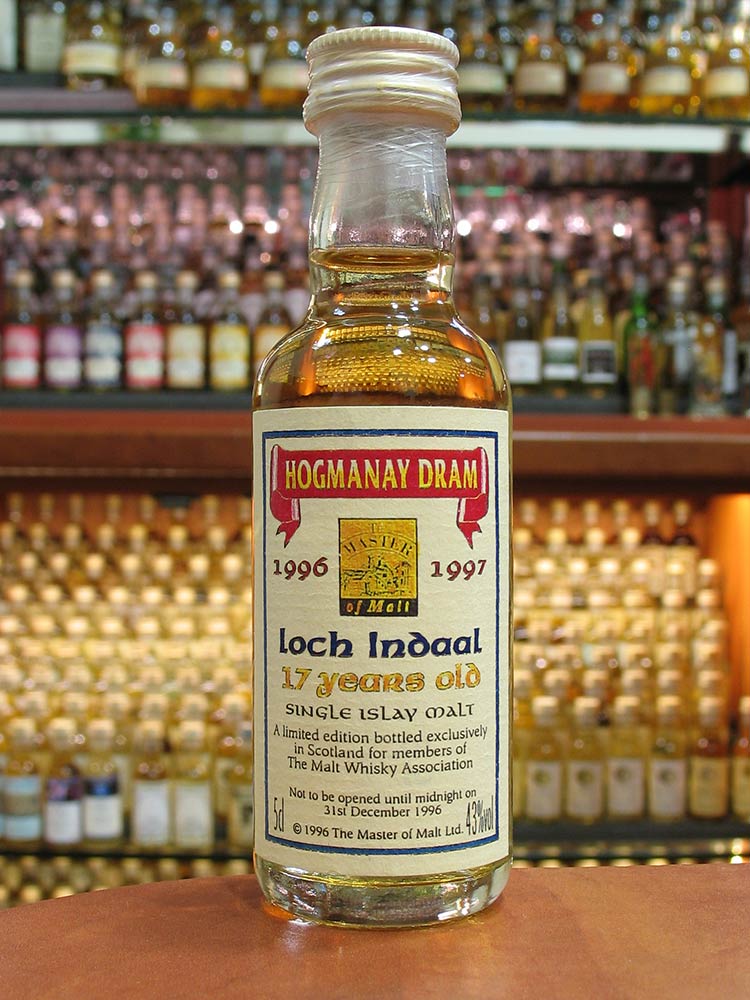 HOGMANAY DRAM
1996 1997
THE
MASTER
of Malt
Loch Indaal
17 years old
SINGLE ISLAY MALT
A limited edition bottled exclusively
in Scotland for members of
The Malt Whisky Association
Not to be opened until midnight on
31st December 1996
5cl © 1996 The Master of Malt Ltd. 43%vol